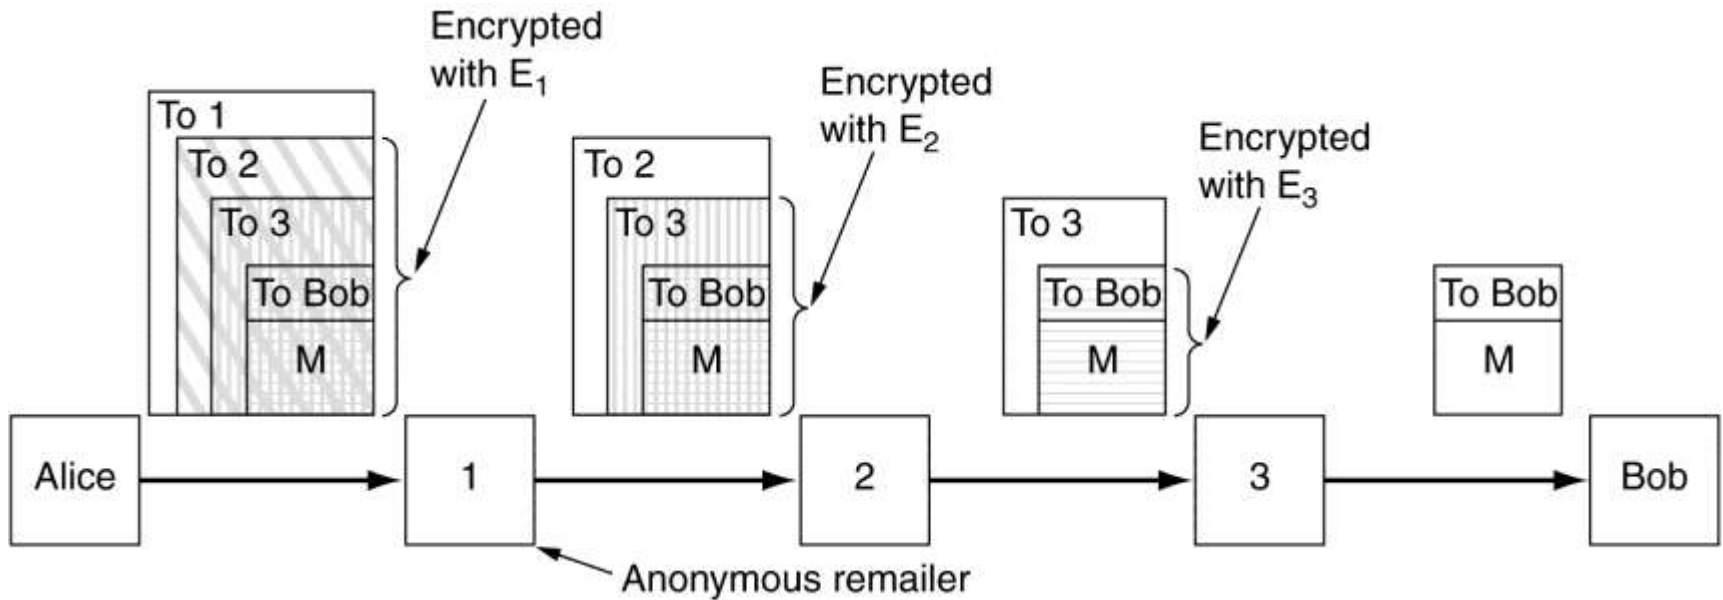 Encrypted
with E1
Encrypted
with E2
Encrypted
with E3
To 1
To 2
To 3
To Bob
M
To 2
To 3
To Bob
M
To 3
To Bob
M
To Bob
M
Alice
1
2
3
Bob
Anonymous remailer